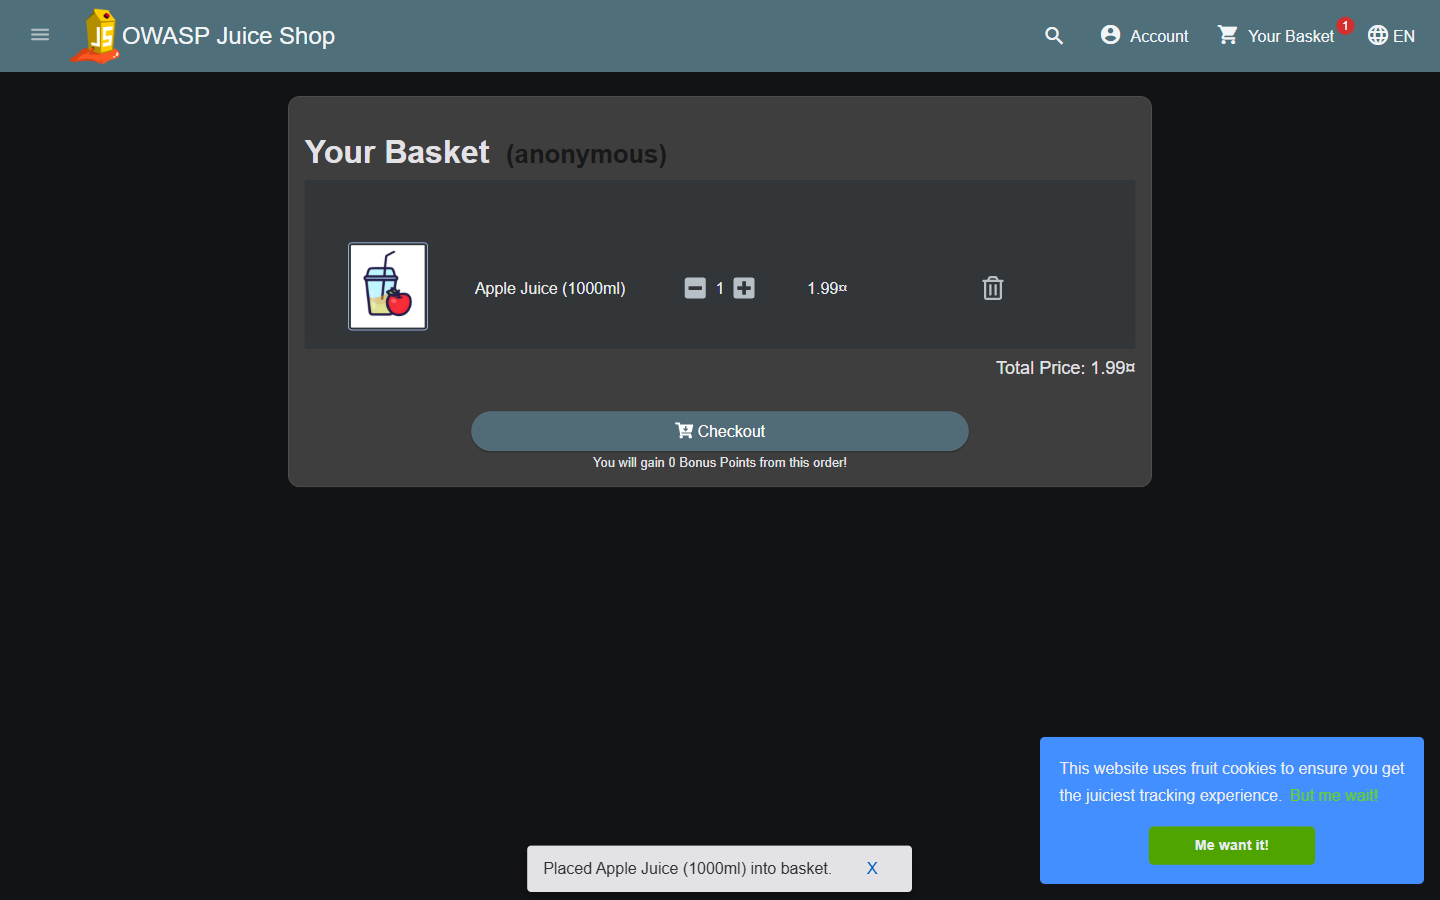 OWASP Juice Shop
Account
Your Basket 1
EN
Your Basket (anonymous)
Apple Juice (1000ml) 1 1.99¤
Total Price: 1.99¤
Checkout
You will gain 0 Bonus Points from this order!
This website uses fruit cookies to ensure you get
the juiciest tracking experience. But me wait!
Me want it!
Placed Apple Juice (1000ml) into basket. X